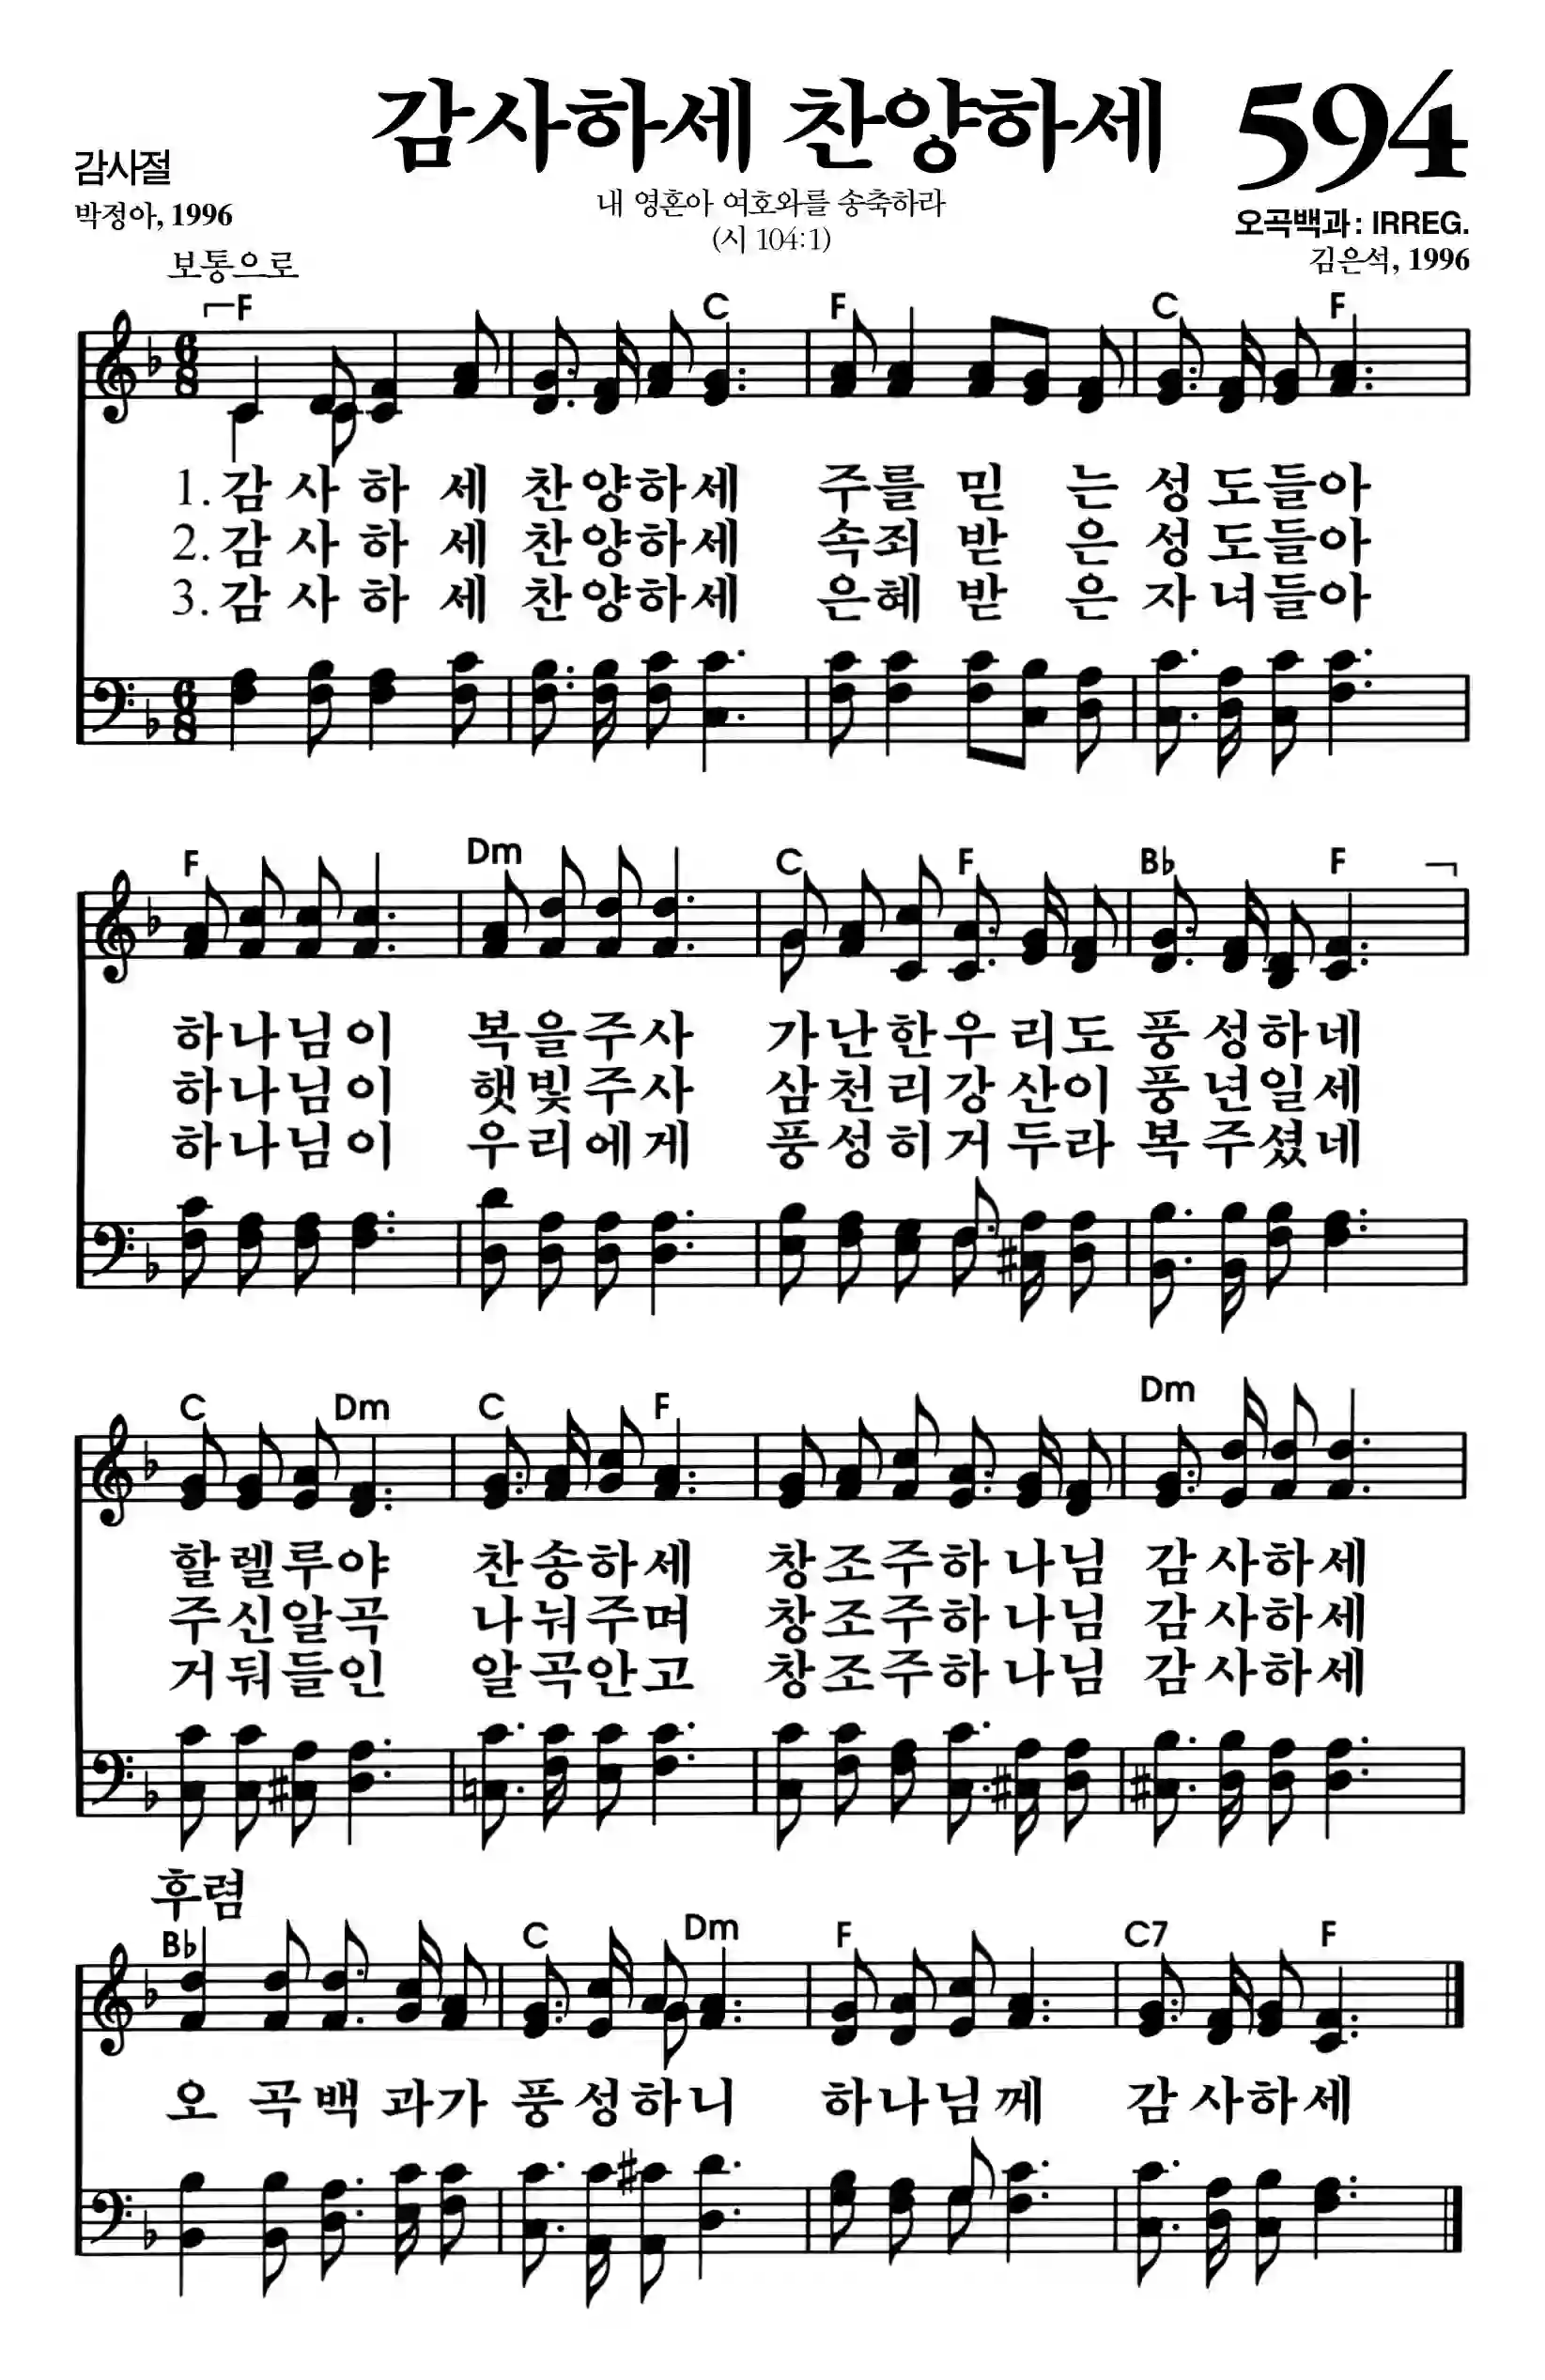 감사하세 찬양하세 594
감사절
내 영혼아 여호와를 송축하라
박정아, 1996
오곡백과: IRREG.
(시 104:1)
김은석, 1996
보통으로
F C F C F
6 8
1. 감 사 하 세 찬 양하세 주를 믿 는 성 도들아
2. 감 사 하 세 찬 양하세 속죄 받 은 성 도들아
3. 감 사 하 세 찬 양하세 은혜 받 은 자 녀들아
6 8
F Dm C F B♭ F
하나님이 복을주사 가난한우 리도 풍 성하네
하나님이 햇빛주사 삼천리강 산이 풍 년일세
하나님이 우리에게 풍성히거 두라 복 주셨네
C Dm C F Dm
할렐루야 찬송하세 창조주하 나님 감 사하세
주신알곡 나눠주며 창조주하 나님 감 사하세
거둬들인 알곡안고 창조주하 나님 감 사하세
후렴
B♭ C Dm F C7 F
오 곡백 과가 풍 성하니 하나님께 감 사하세